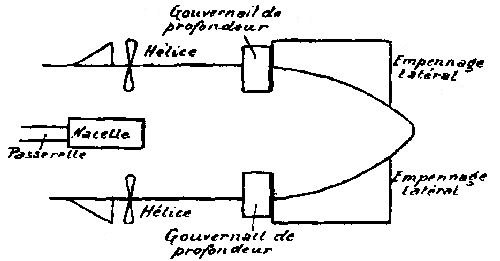 Gouvernail de
profondeur
Hélice
Empennage
latéral
Nacelle
Passerelle
Empennage
latéral
Hélice
Gouvernail de
profondeur